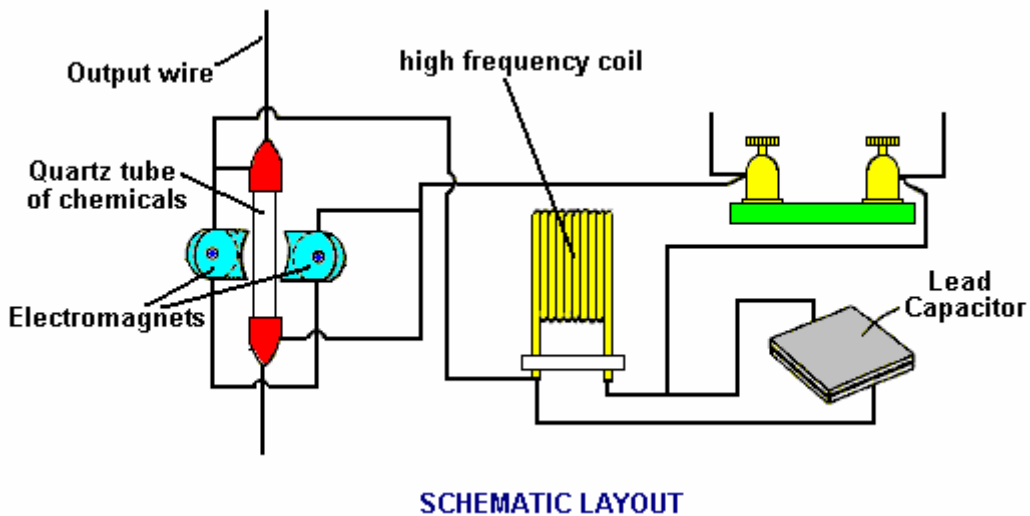 Output wire
high frequency coil
Quartz tube
of chemicals
Electromagnets
Lead
Capacitor
SCHEMATIC LAYOUT